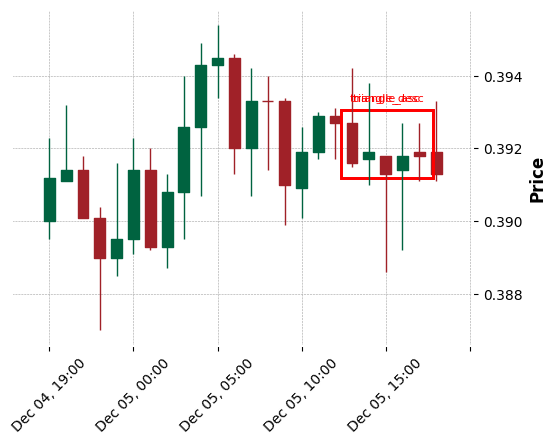 0.394
0.392
0.390
0.388
Price
Dec 04, 19:00
Dec 05, 00:00
Dec 05, 05:00
Dec 05, 10:00
Dec 05, 15:00